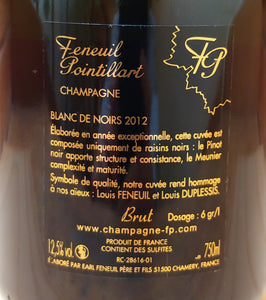 Feneuil
Pointillart
FP
CHAMPAGNE
BLANC DE NOIRS 2012
Élaborée en année exceptionnelle, cette cuvée est
composée uniquement de raisins noirs : le Pinot
noir apporte structure et consistance, le Meunier
complexité et maturité.
Symbole de qualité, notre cuvée rend hommage
à nos aïeux : Louis FENEUIL et Louis DUPLESSIS.
Brut Dosage : 6 gr/l
www.champagne-fp.com
12,5% vol PRODUIT DE FRANCE 750ml
CONTIENT DES SULFITES
RC-28616-01
ÉLABORÉ PAR EARL FENEUIL PÈRE ET FILS 51500 CHAMERY, FRANCE